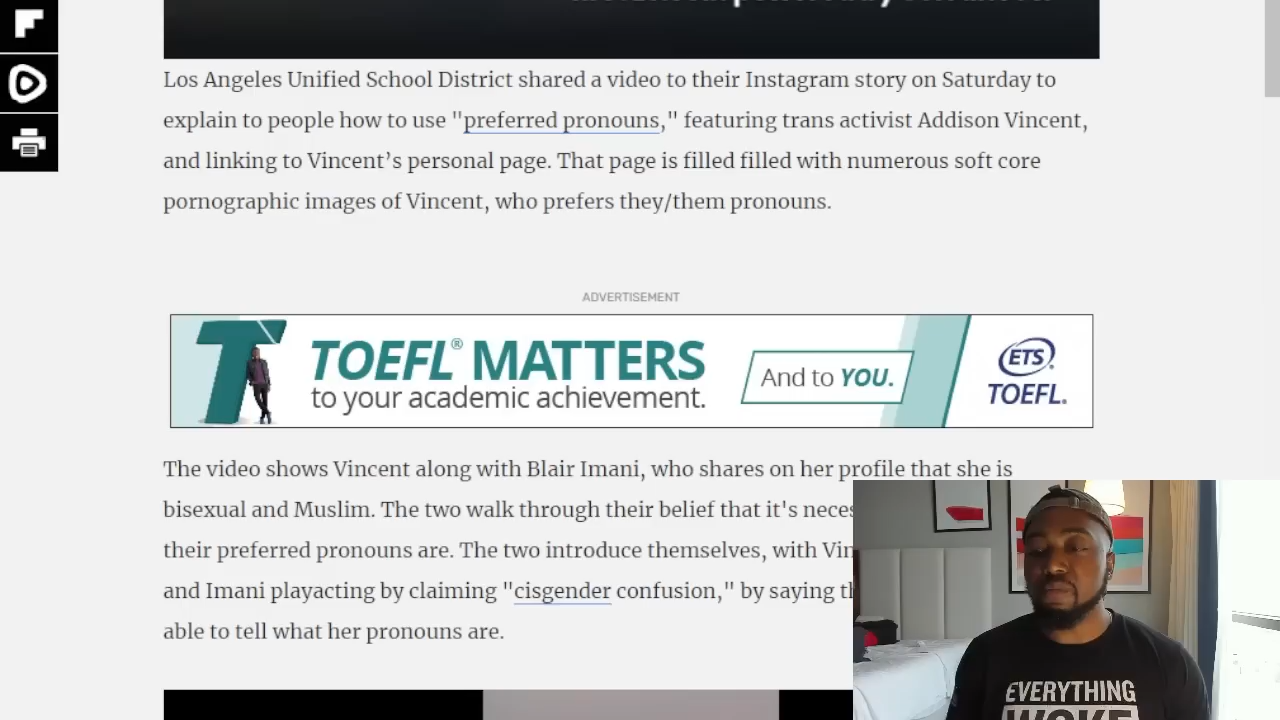 Los Angeles Unified School District shared a video to their Instagram story on Saturday to
explain to people how to use "preferred pronouns," featuring trans activist Addison Vincent,
and linking to Vincent’s personal page. That page is filled filled with numerous soft core
pornographic images of Vincent, who prefers they/them pronouns.
ADVERTISEMENT
TOEFL® MATTERS
to your academic achievement.
And to YOU.
ETS
TOEFL.
The video shows Vincent along with Blair Imani, who shares on her profile that she is
bisexual and Muslim. The two walk through their belief that it's
their preferred pronouns are. The two introduce themselves, with
and Imani playacting by claiming "cisgender confusion," by saying
able to tell what her pronouns are.
EVERYTHING
WOKE